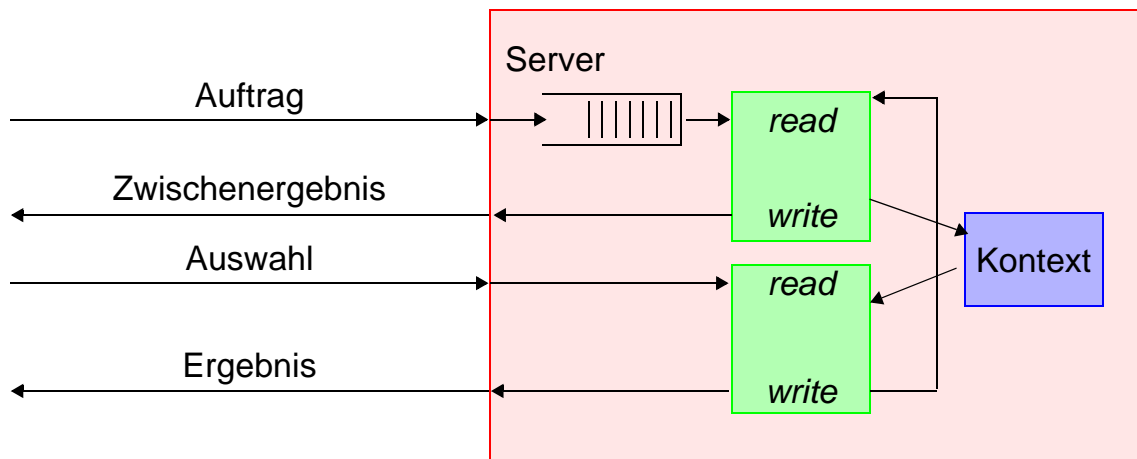 Server
Auftrag
read
Zwischenergebnis
write
Auswahl
Kontext
read
Ergebnis
write